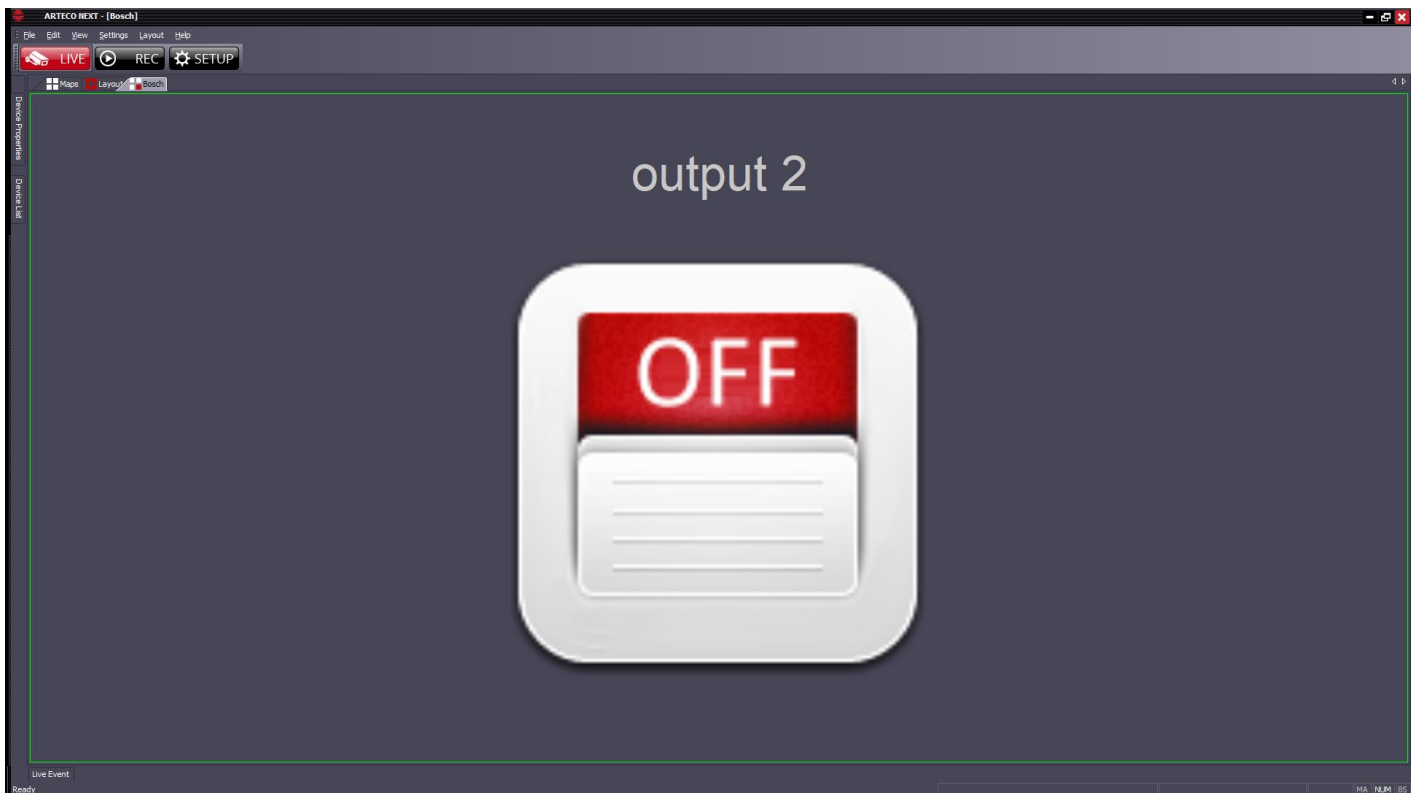 ARTECO NEXT - [Bosch]
File Edit View Settings Layout Help
LIVE REC SETUP
Maps Layout Bosch
Device Properties
Device List
output 2
OFF
Live Event
Ready
MA NUM BS